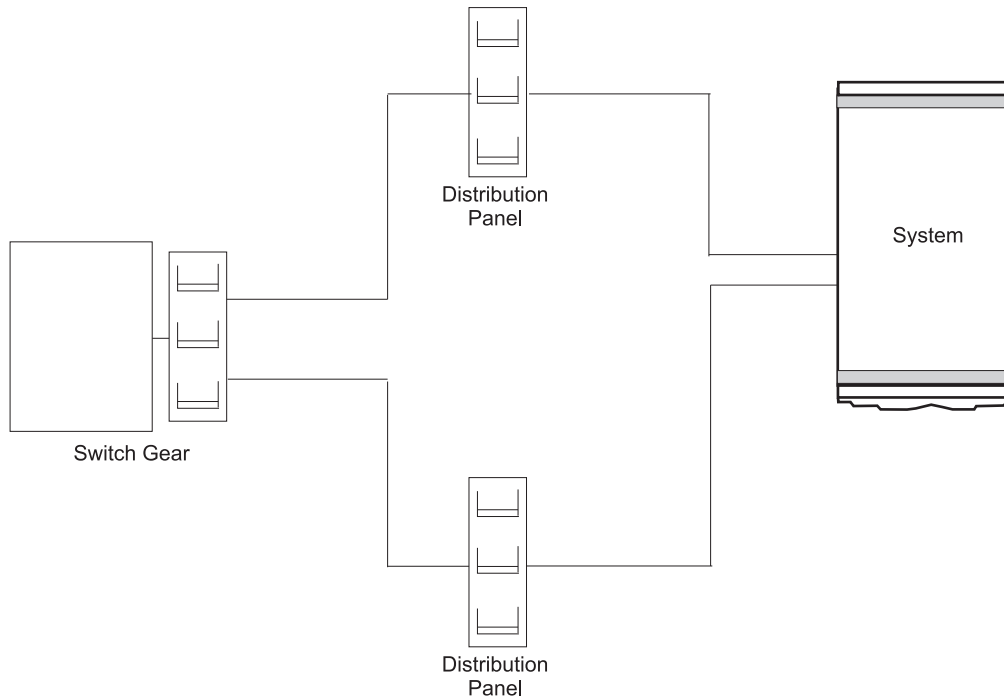 Distribution
Panel
System
Switch Gear
Distribution
Panel